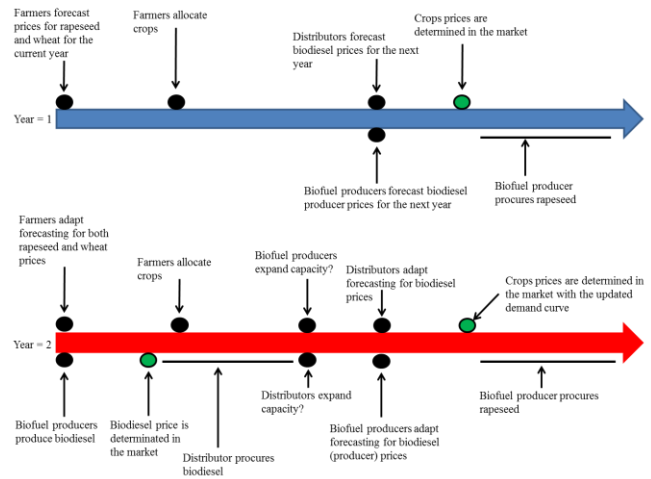 Farmers forecast
prices for rapeseed
and wheat for the
current year
Farmers allocate
crops
Distributors forecast
biodiesel prices for the next
year
Crops prices are
determined in the market
Year = 1
Biofuel producers forecast biodiesel
producer prices for the next year
Biofuel producer
procures rapeseed
Farmers adapt
forecasting for both
rapeseed and wheat
prices
Farmers allocate
crops
Biofuel producers
expand capacity?
Distributors adapt
forecasting for biodiesel
prices
Crops prices are determined in
the market with the updated
demand curve
Year = 2
Biofuel producers
produce biodiesel
Biodiesel price is
determinated in
the market
Distributor procures
biodiesel
Distributors expand
capacity?
Biofuel producers adapt
forecasting for biodiesel
(producer) prices
Biofuel producer procures
rapeseed